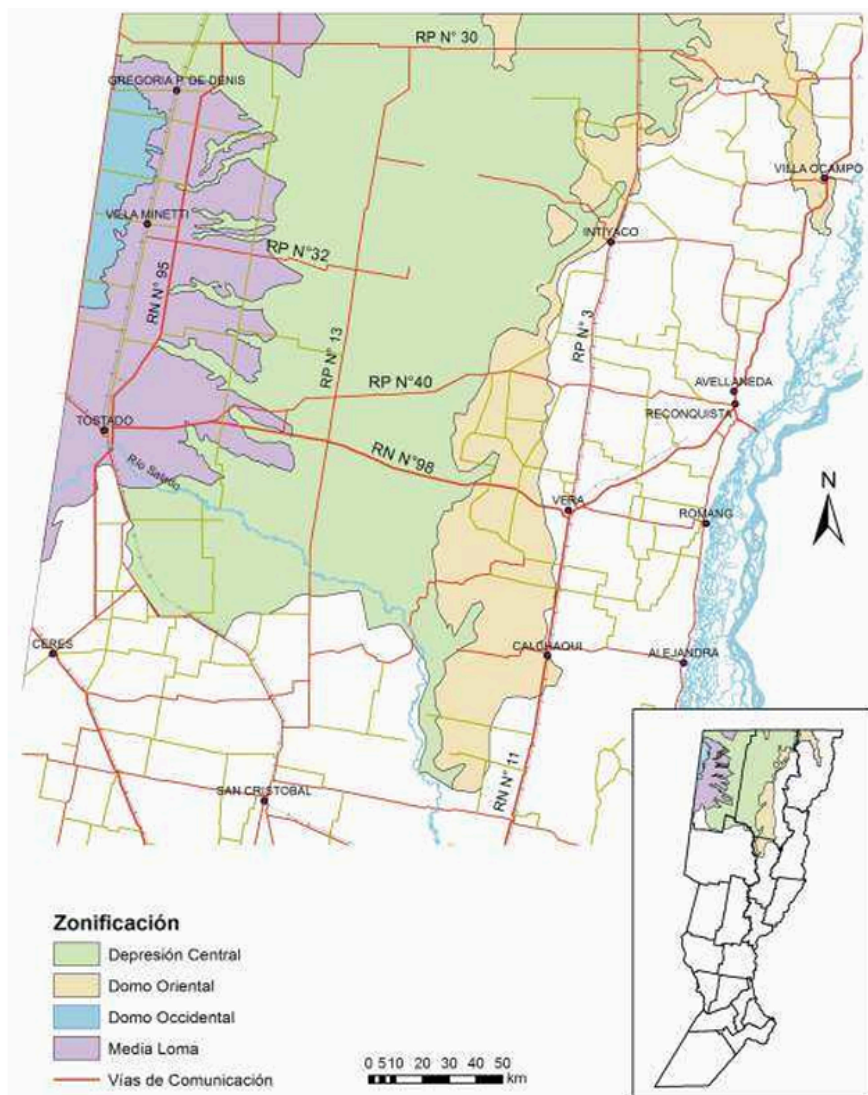 RP N° 30
GREGORIA P. DE DENIS
VILLA OCAMPO
VILLA MINETTI
INTIYACO
RP N°32
RN N° 95
RP N° 13
RP N° 3
RP N°40
AVELLANEDA
RECONQUISTA
TOSTADO
RN N°98
Río Salado
N
VERA
ROMANG
CERES
CALCHAQUI
ALEJANDRA
RN N° 11
SAN CRISTOBAL
Zonificación
Depresión Central
Domo Oriental
Domo Occidental
Media Loma
Vías de Comunicación
0 5 10 20 30 40 50
km